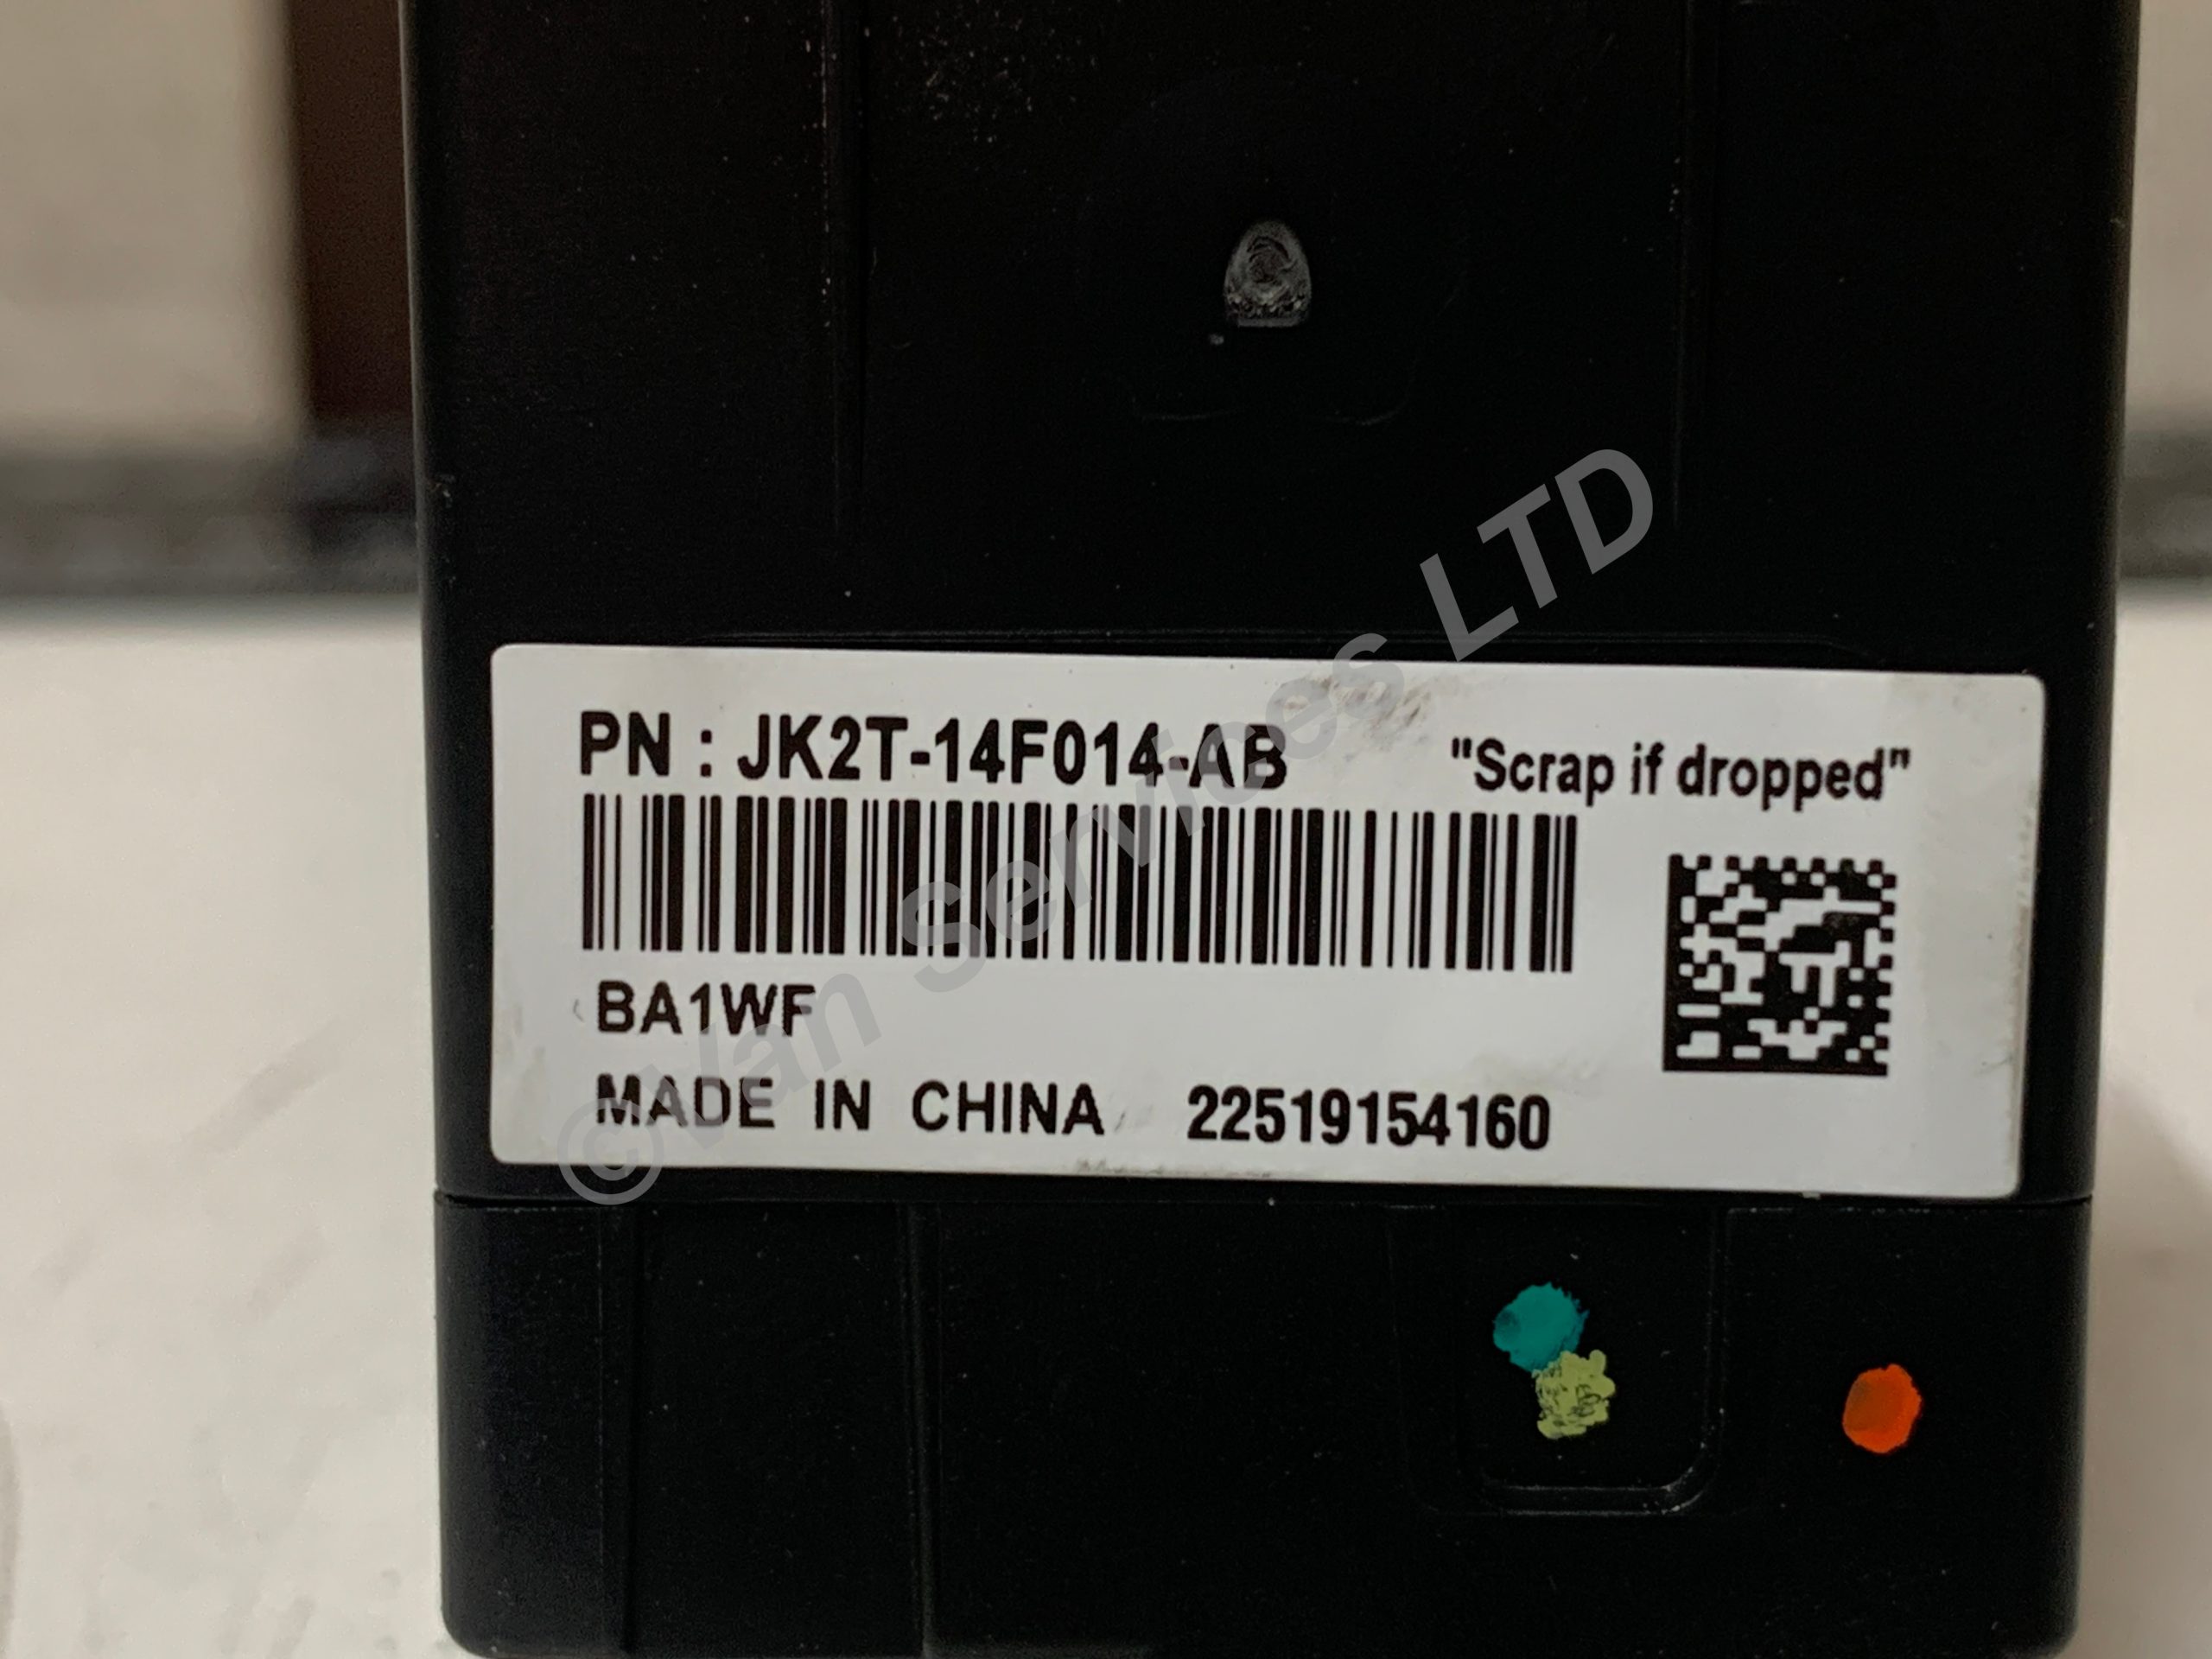 PN : JK2T-14F014-AB "Scrap if dropped"
BA1WF
MADE IN CHINA 22519154160
©Van Services LTD